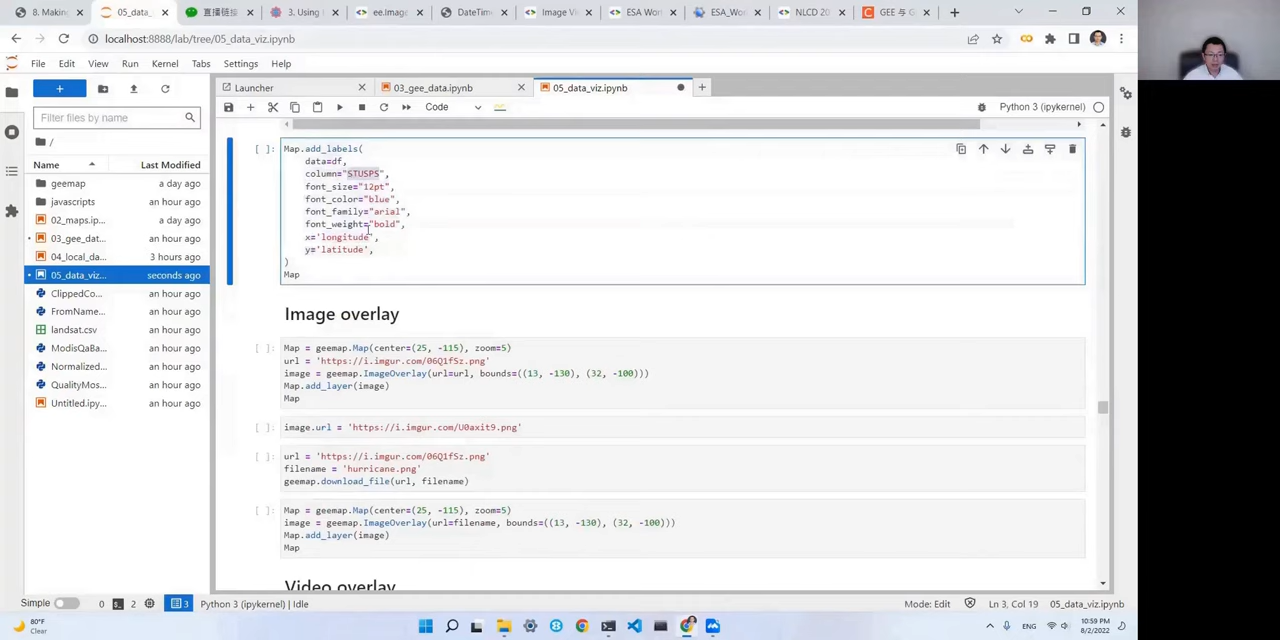 8. Making
05_data_
直播链接
3. Using
ee.Image
DateTime
Image Vi
ESA Wor
ESA_Wor
NLCD 20
GEE 与 G
localhost:8888/lab/tree/05_data_viz.ipynb
File Edit View Run Kernel Tabs Settings Help
+
Filter files by name
/
Name Last Modified
geemap a day ago
javascripts an hour ago
02_maps.ip... a day ago
03_gee_dat... an hour ago
04_local_da... 3 hours ago
05_data_viz... seconds ago
ClippedCo... an hour ago
FromName... an hour ago
landsat.csv an hour ago
ModisQaBa... an hour ago
Normalized... an hour ago
QualityMos... an hour ago
Untitled.ipy... an hour ago
Launcher
03_gee_data.ipynb
05_data_viz.ipynb
Code
Python 3 (ipykernel)
[ ]: Map.add_labels(
data=df,
column="STUSPS",
font_size="12pt",
font_color="blue",
font_family="arial",
font_weight="bold",
x='longitude',
y='latitude',
)
Map
Image overlay
[ ]: Map = geemap.Map(center=(25, -115), zoom=5)
url = 'https://i.imgur.com/06Q1fSz.png'
image = geemap.ImageOverlay(url=url, bounds=((13, -130), (32, -100)))
Map.add_layer(image)
Map
[ ]: image.url = 'https://i.imgur.com/U0axit9.png'
[ ]: url = 'https://i.imgur.com/06Q1fSz.png'
filename = 'hurricane.png'
geemap.download_file(url, filename)
[ ]: Map = geemap.Map(center=(25, -115), zoom=5)
image = geemap.ImageOverlay(url=filename, bounds=((13, -130), (32, -100)))
Map.add_layer(image)
Map
Video overlay
Simple 0 2 3 Python 3 (ipykernel) | Idle
Mode: Edit Ln 3, Col 19 05_data_viz.ipynb
80°F
Clear
ENG
10:59 PM
8/2/2022